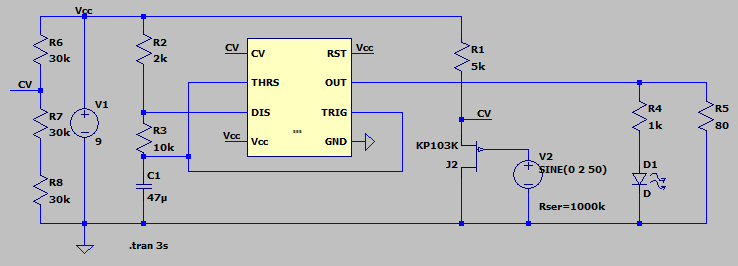 Vcc
R6
30k
CV
R7
30k
R8
30k
V1
9
R2
2k
R3
10k
C1
47µ
CV
CV
RST
Vcc
THRS
OUT
DIS
TRIG
Vcc
Vcc
GND
sss
R1
5k
CV
KP103K
J2
V2
SINE(0 2 50)
Rser=1000k
R4
1k
D1
D
R5
80
.tran 3s